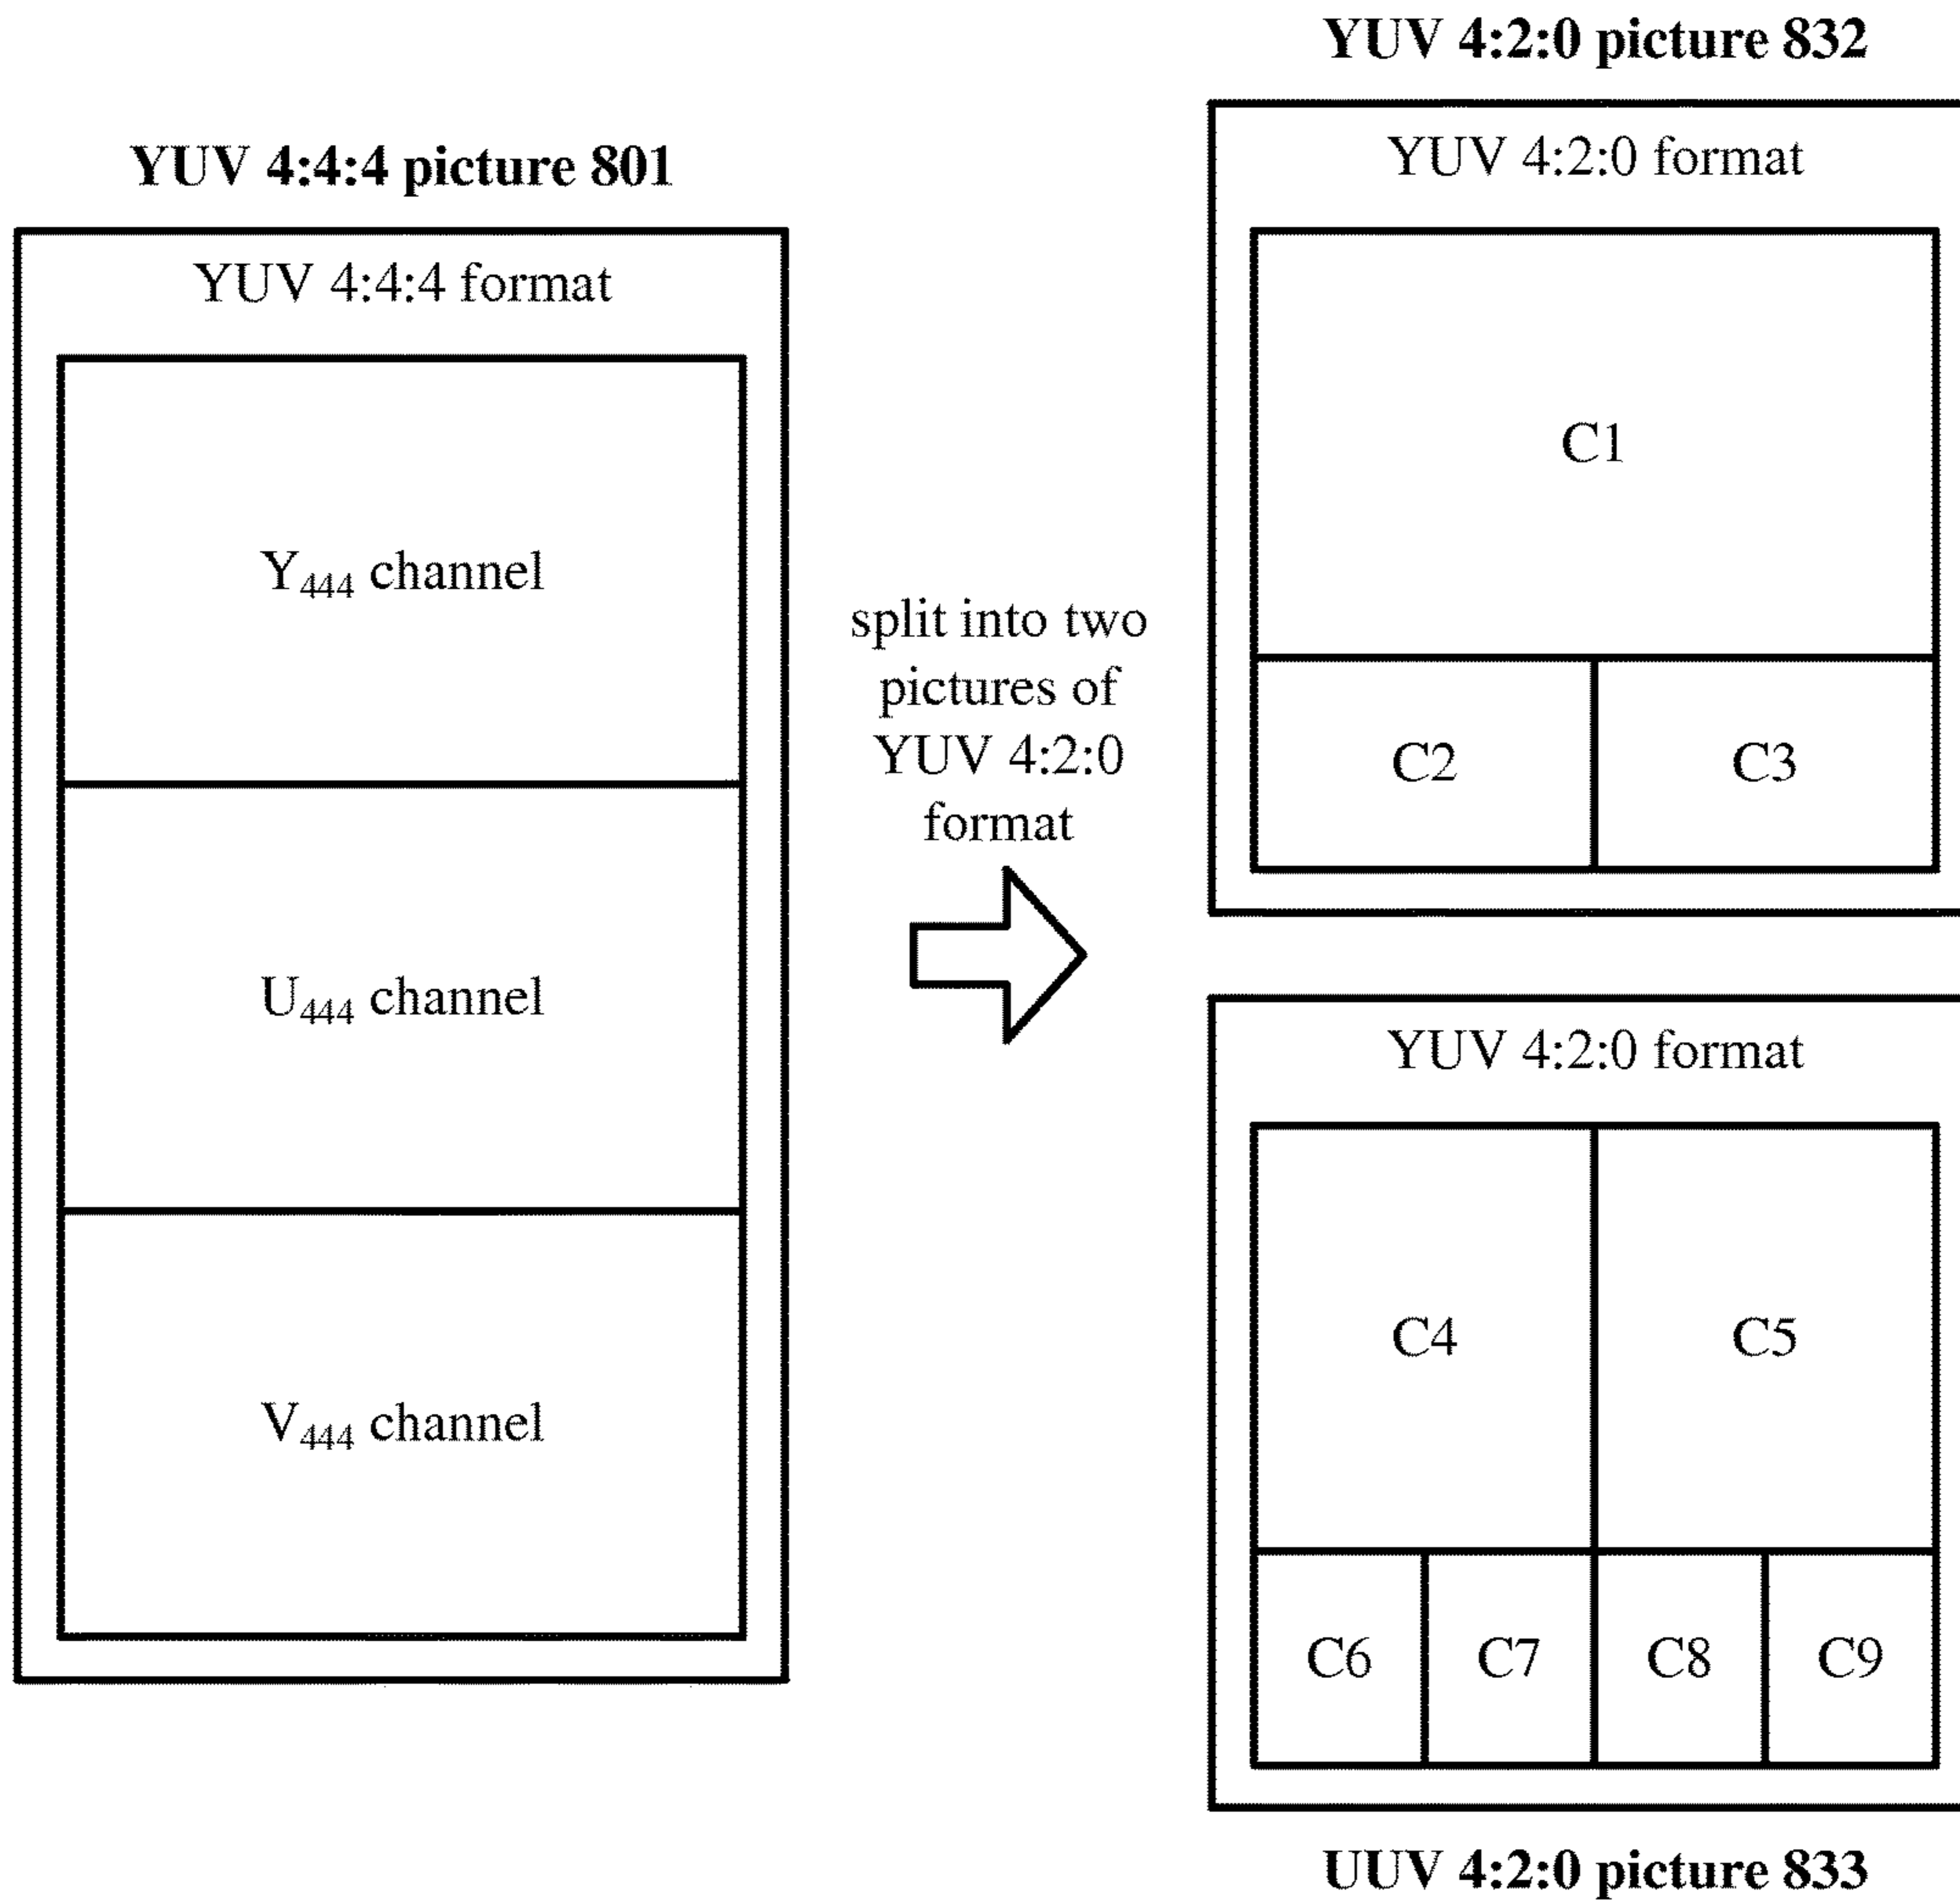 YUV 4:4:4 picture 801
YUV 4:4:4 format
Y₄₄₄ channel
U₄₄₄ channel
V₄₄₄ channel
split into two
pictures of
YUV 4:2:0
format
YUV 4:2:0 picture 832
YUV 4:2:0 format
C1
C2 C3
YUV 4:2:0 format
C4 C5
C6 C7 C8 C9
UUV 4:2:0 picture 833